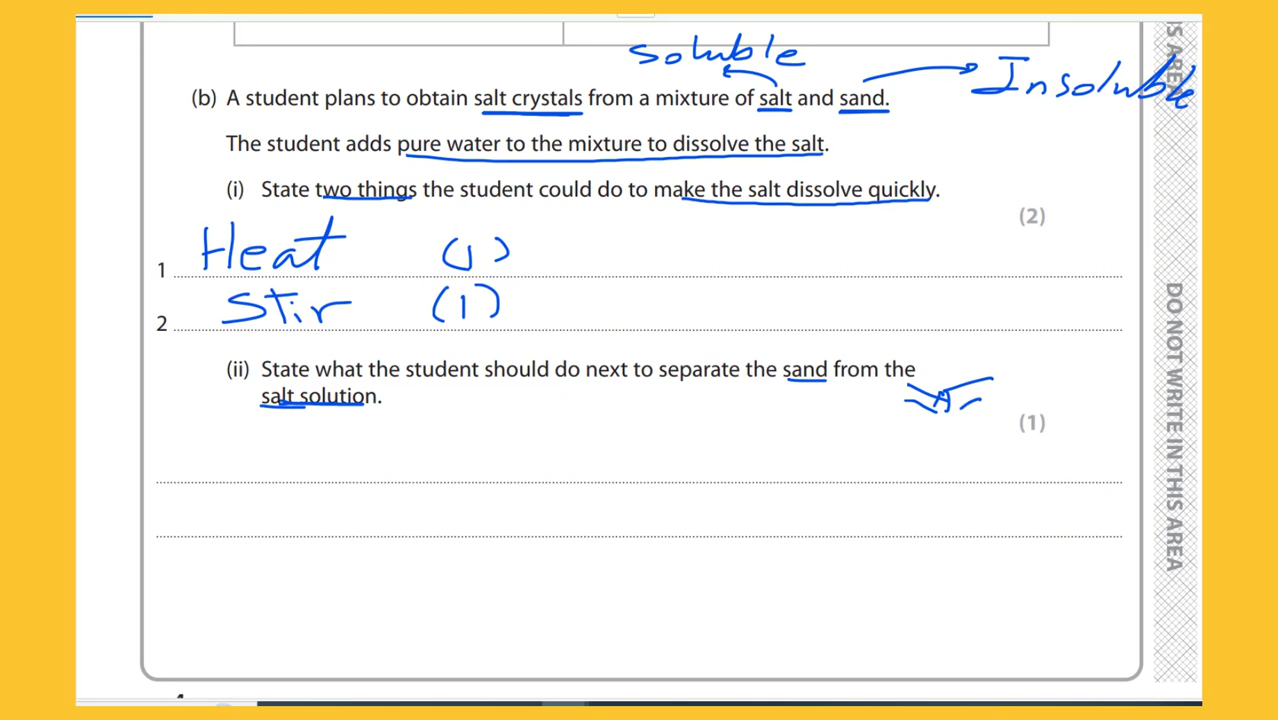 soluble
Insoluble
(b) A student plans to obtain salt crystals from a mixture of salt and sand.
The student adds pure water to the mixture to dissolve the salt.
(i) State two things the student could do to make the salt dissolve quickly.
(2)
1 Heat (1)
2 Stir (1)
(ii) State what the student should do next to separate the sand from the
salt solution.
(1)
IS AREA
DO NOT WRITE IN THIS AREA